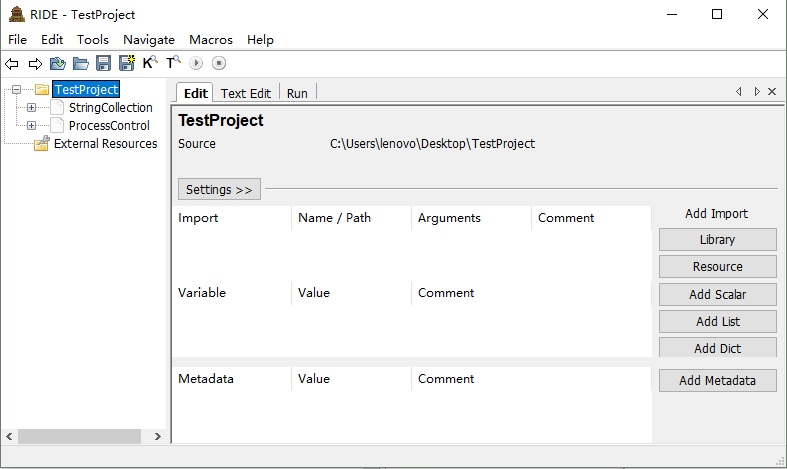 RIDE - TestProject
File Edit Tools Navigate Macros Help
K T
TestProject
StringCollection
ProcessControl
External Resources
Edit Text Edit Run
TestProject
Source C:\Users\lenovo\Desktop\TestProject
Settings >>
Import Name / Path Arguments Comment
Add Import
Library
Resource
Variable Value Comment
Add Scalar
Add List
Add Dict
Metadata Value Comment
Add Metadata